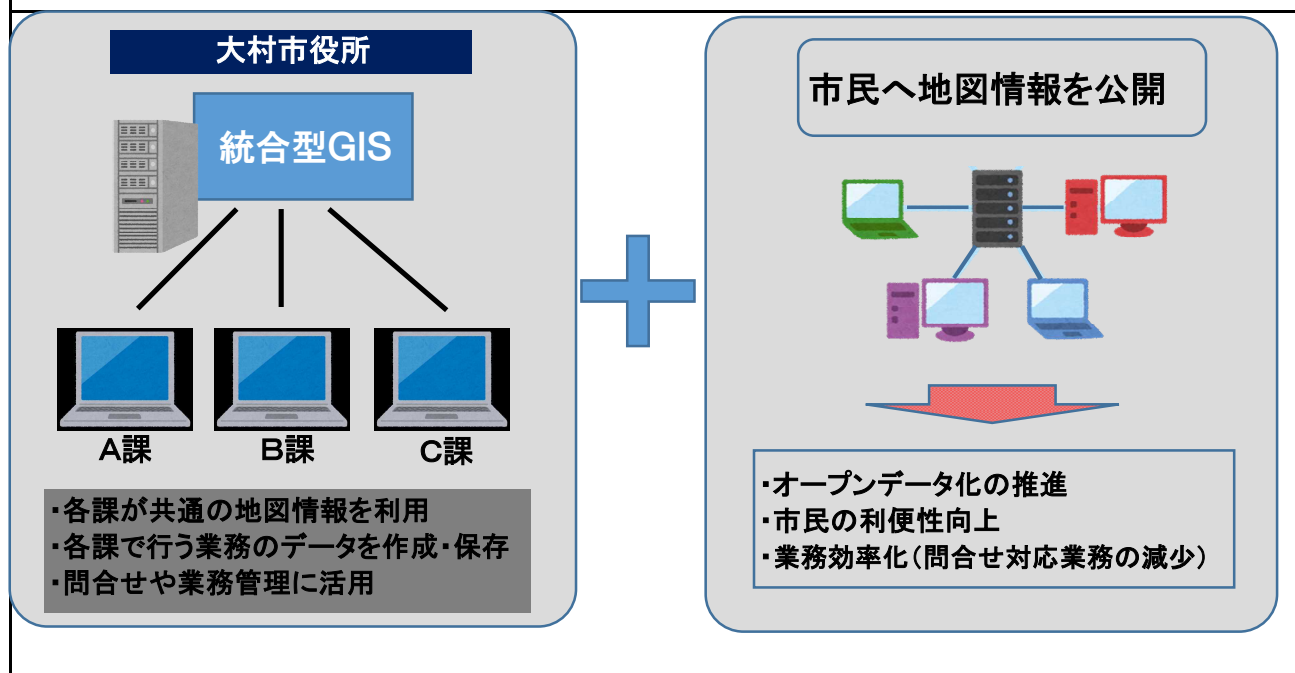 大村市役所
統合型GIS
A課
B課
C課
・各課が共通の地図情報を利用
・各課で行う業務のデータを作成・保存
・問合せや業務管理に活用
市民へ地図情報を公開
・オープンデータ化の推進
・市民の利便性向上
・業務効率化（問合せ対応業務の減少）